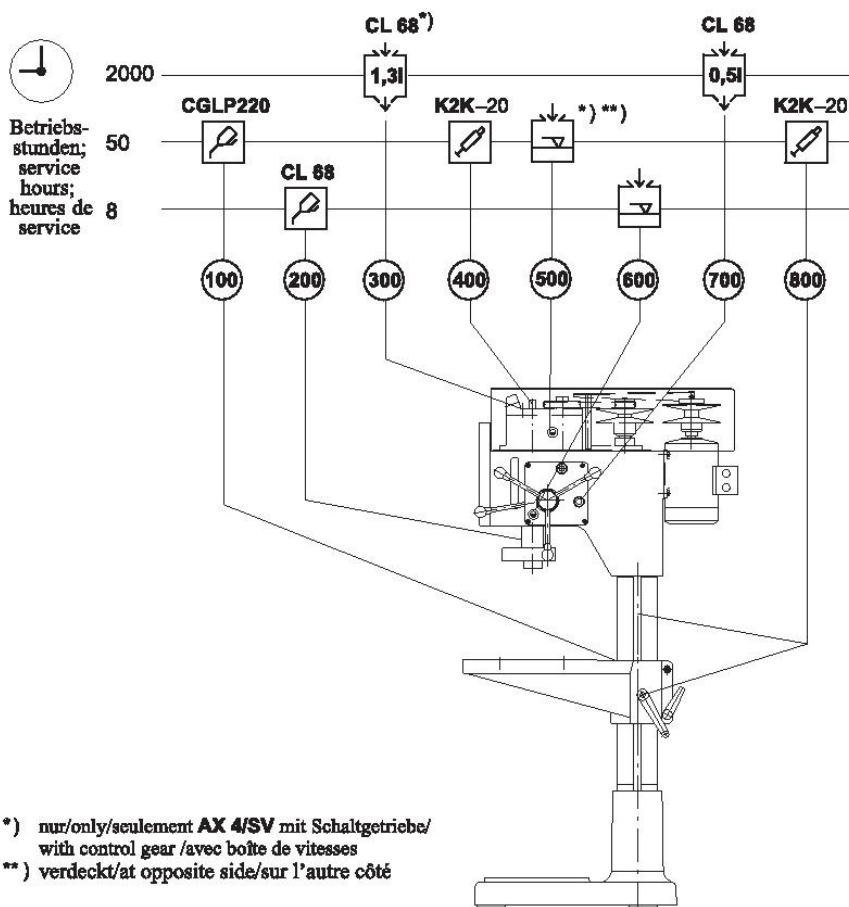 CL 68*) CL 68
2000 1,3l 0,5l
CGLP220 K2K–20 *) **) K2K–20
Betriebs-
stunden; 50
service
hours; CL 68
heures de 8
service
100 200 300 400 500 600 700 800
*) nur/only/seulement AX 4/SV mit Schaltgetriebe/
with control gear /avec boîte de vitesses
**) verdeckt/at opposite side/sur l'autre côté